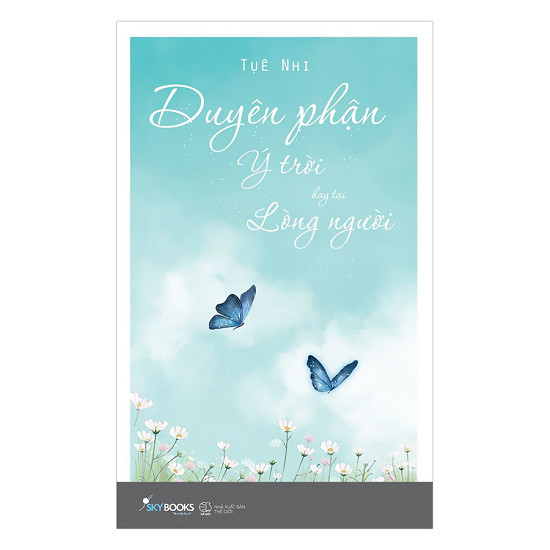 Tuệ Nhi
Duyên phận
Ý trời
hay tại
Lòng người
SKYBOOKS
NHÀ XUẤT BẢN
THẾ GIỚI